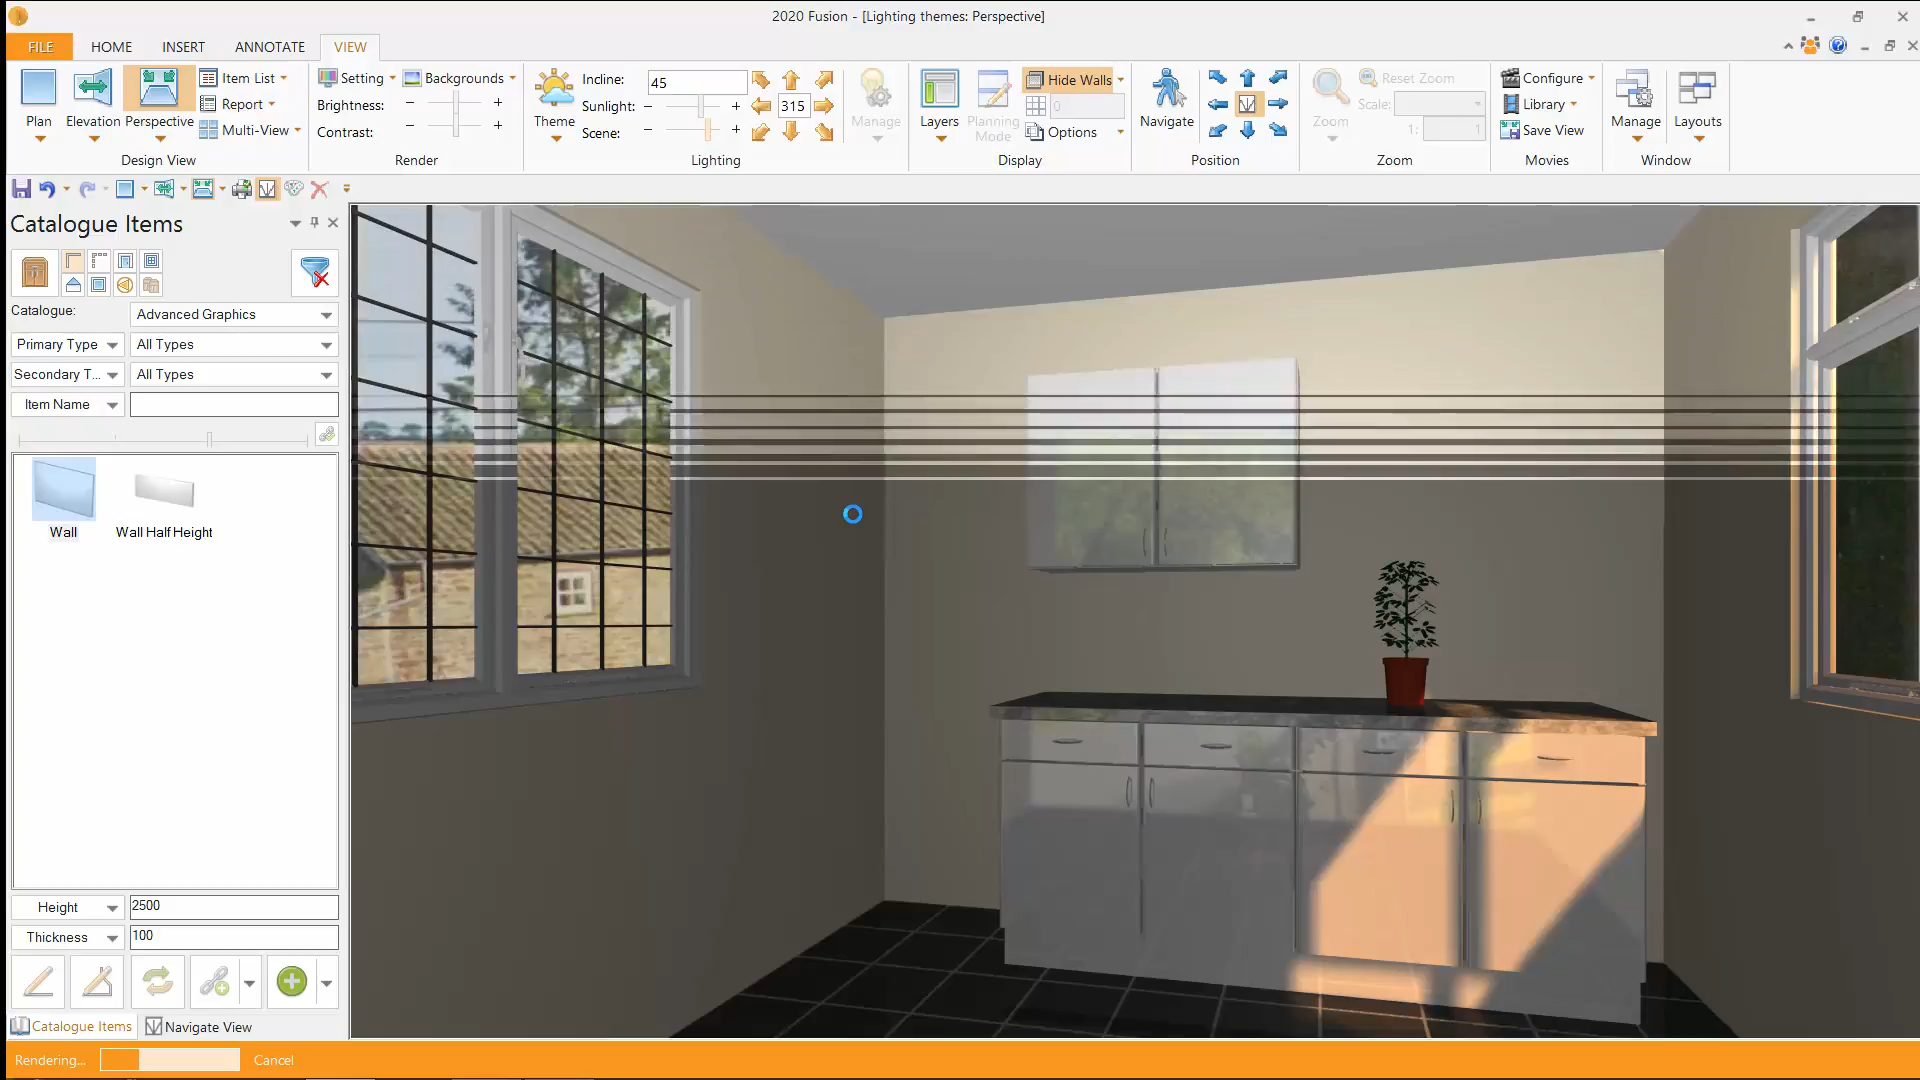 2020 Fusion - [Lighting themes: Perspective]
FILE HOME INSERT ANNOTATE VIEW
Plan
Elevation
Perspective
Item List
Report
Multi-View
Design View
Setting
Backgrounds
Brightness:
Contrast:
Render
Theme
Incline: 45
Sunlight: 315
Scene:
Lighting
Manage
Layers
Planning Mode
Hide Walls
0
Options
Display
Navigate
Position
Zoom
Reset Zoom
Scale:
1: 1
Zoom
Configure
Library
Save View
Movies
Manage
Layouts
Window
Catalogue Items
Catalogue: Advanced Graphics
Primary Type All Types
Secondary T... All Types
Item Name
Wall
Wall Half Height
Height 2500
Thickness 100
Catalogue Items Navigate View
Rendering... Cancel